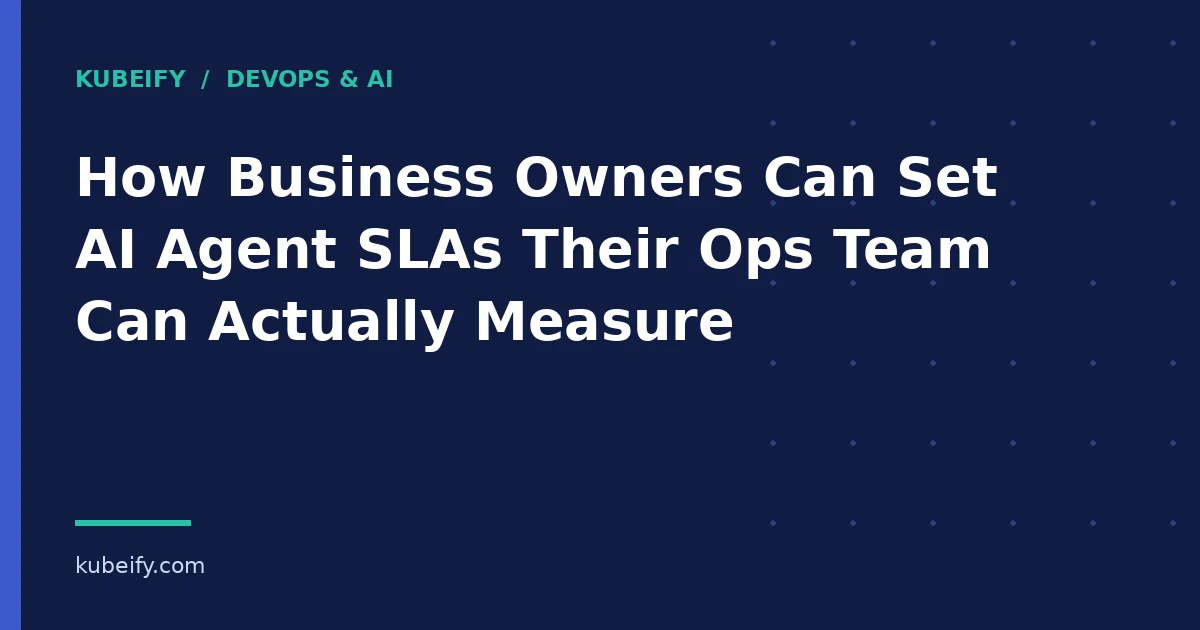 KUBEIFY / DEVOPS & AI
How Business Owners Can Set
AI Agent SLAs Their Ops Team
Can Actually Measure
kubeify.com